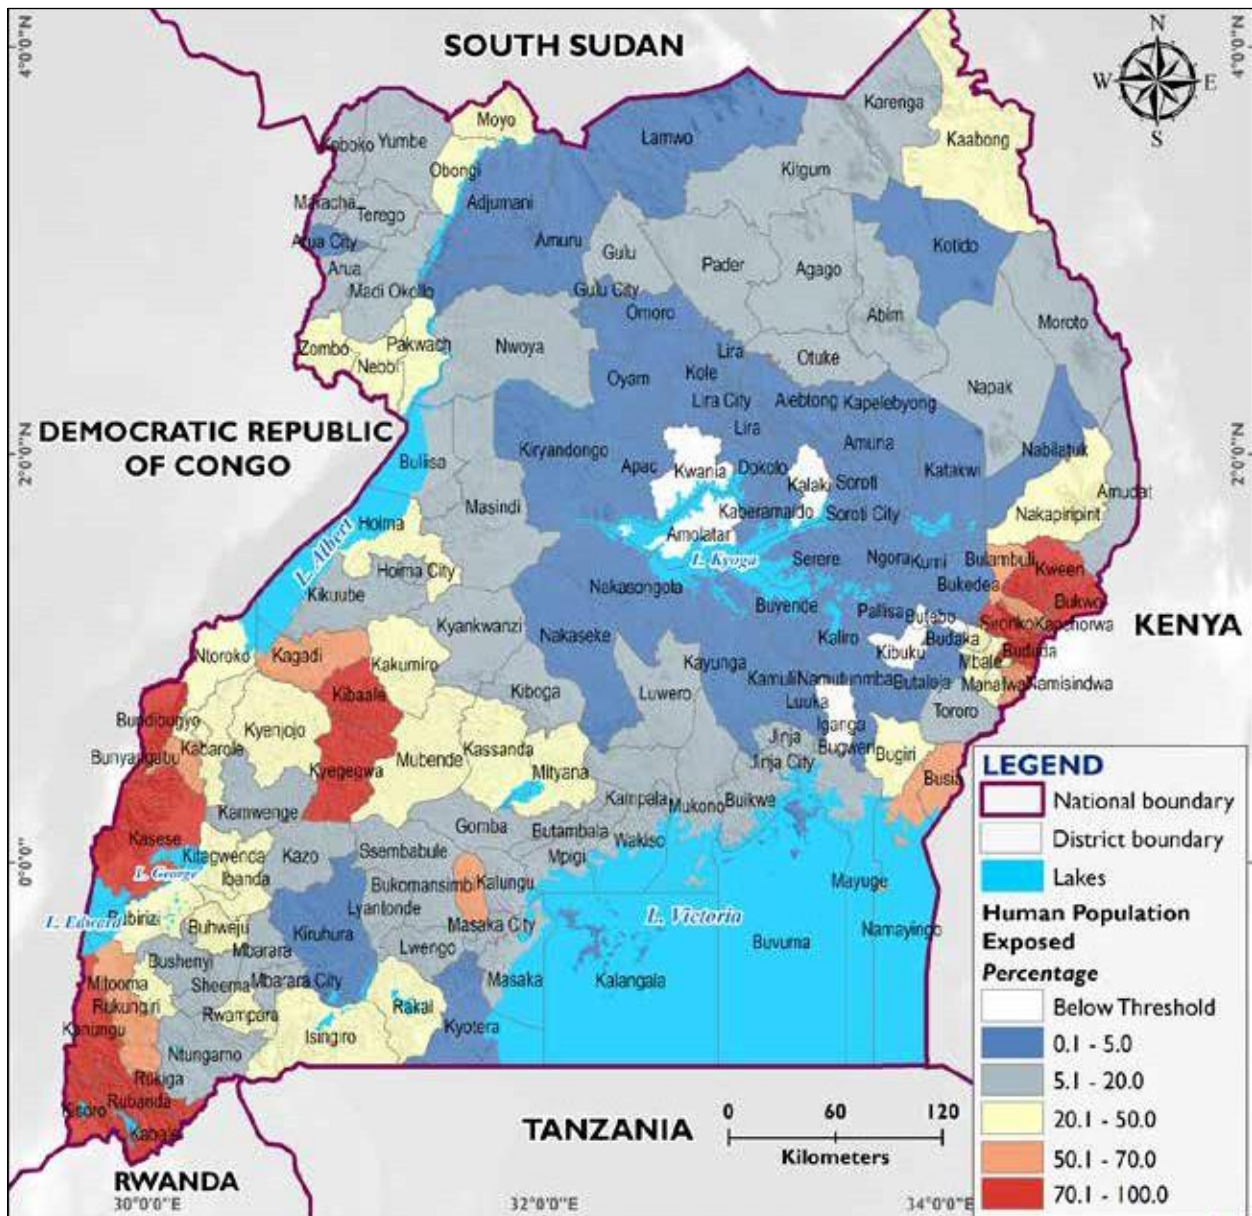 4°0'0"N
4°0'0"N
SOUTH SUDAN
N
W
E
S
Karenga
Moyo
Kaabong
Lamwo
Koboko
Yumbe
Obongi
Kitgum
Maracha
Terego
Adjumani
Arua City
Amuru
Kotido
Gulu
Pader
Agago
Arua
Madi Okollo
Gulu City
Omoro
Abim
Moroto
Zombo
Pakwach
Nebbi
Nwoya
Lira
Otuke
Kole
Oyam
Napak
Lira City
Alebtong
Kapelebyong
DEMOCRATIC REPUBLIC
OF CONGO
2°0'0"N
2°0'0"N
Lira
Amuria
Kiryandongo
Nabilatuk
Buliisa
Apac
Kwania
Dokolo
Katakwi
Kalaki
Soroti
Amudat
Masindi
Kaberamaido
Soroti City
Nakapiripirit
Hoima
Amolatar
L. Albert
L. Kyoga
Serere
Ngora
Kumi
Bulambuli
Kween
Hoima City
Bukedea
Kikuube
Nakasongola
Buyende
Pallisa
Butebo
Bukwo
Sironko
Kapchorwa
KENYA
Kyankwanzi
Nakaseke
Kaliro
Budaka
Ntoroko
Kagadi
Kakumiro
Kibuku
Mbale
Bududa
Kayunga
Kamuli
Namutunmba
Butaleja
Manafwa
Namisindwa
Kibaale
Kiboga
Luwero
Luuka
Tororo
Bundibugyo
Kyenjojo
Iganga
Kabarole
Kassanda
Jinja
Bugweri
Bugiri
Bunyangabu
Mubende
Jinja City
Kyegegwa
Mityana
Busia
Kamwenge
Kampala
Mukono
Buikwe
Gomba
Butambala
Wakiso
Kasese
Kitagwenda
Kazo
Ssembabule
Mpigi
L. George
Ibanda
Bukomansimbi
Kalungu
Mayuge
Lyantonde
L. Edward
Rubirizi
Buhweju
Kiruhura
Masaka City
L. Victoria
Namayingo
Mbarara
Lwengo
Buvuma
Bushenyi
Mitooma
Sheema
Mbarara City
Masaka
Kalangala
Rukungiri
Rwampara
Rakai
Kanungu
Isingiro
Kyotera
Ntungamo
Rukiga
Rubanda
Kisoro
Kabale
0°0'0"
TANZANIA
RWANDA
0
60
120
Kilometers
30°0'0"E
32°0'0"E
34°0'0"E
LEGEND
National boundary
District boundary
Lakes
Human Population
Exposed
Percentage
Below Threshold
0.1 - 5.0
5.1 - 20.0
20.1 - 50.0
50.1 - 70.0
70.1 - 100.0